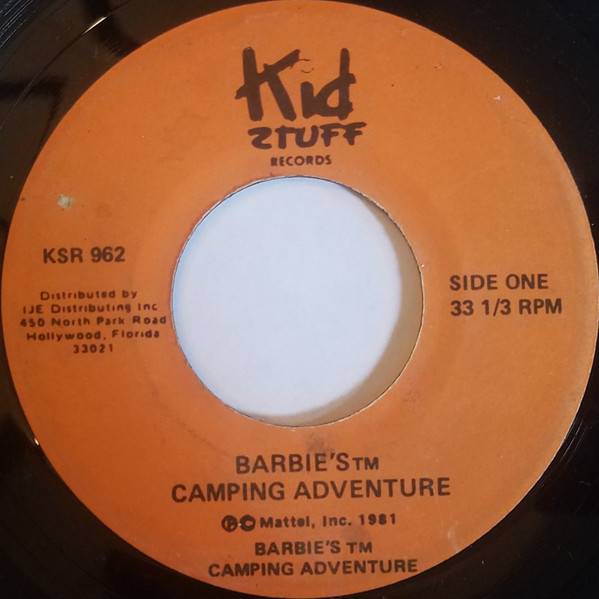 Kid
STUFF
RECORDS
KSR 962
Distributed by
IJE Distributing Inc
450 North Park Road
Hollywood, Florida
33021
SIDE ONE
33 1/3 RPM
BARBIE'S™
CAMPING ADVENTURE
℗© Mattel, Inc. 1981
BARBIE'S ™
CAMPING ADVENTURE